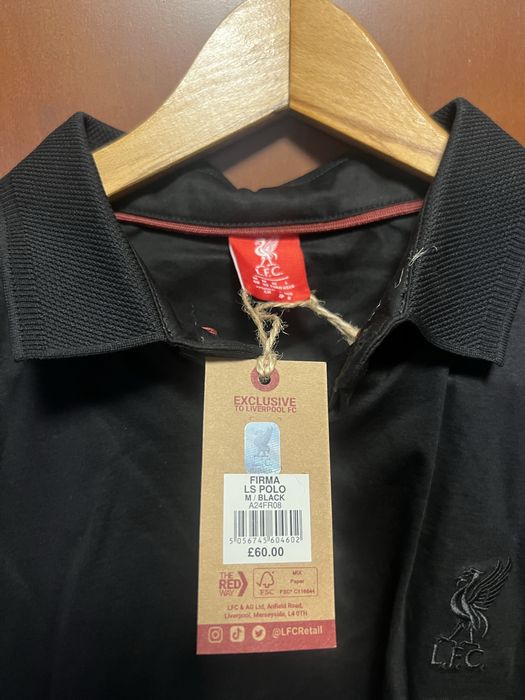 L.F.C.
EXCLUSIVE
TO LIVERPOOL FC
FIRMA
LS POLO
M / BLACK
A24FR08
5 056745 604602
£60.00
THE
RED
WAY
FSC
MIX
Paper
LFC & AG Ltd, Anfield Road,
Liverpool, Merseyside, L4 0TH
@LFCRetail
L.F.C.